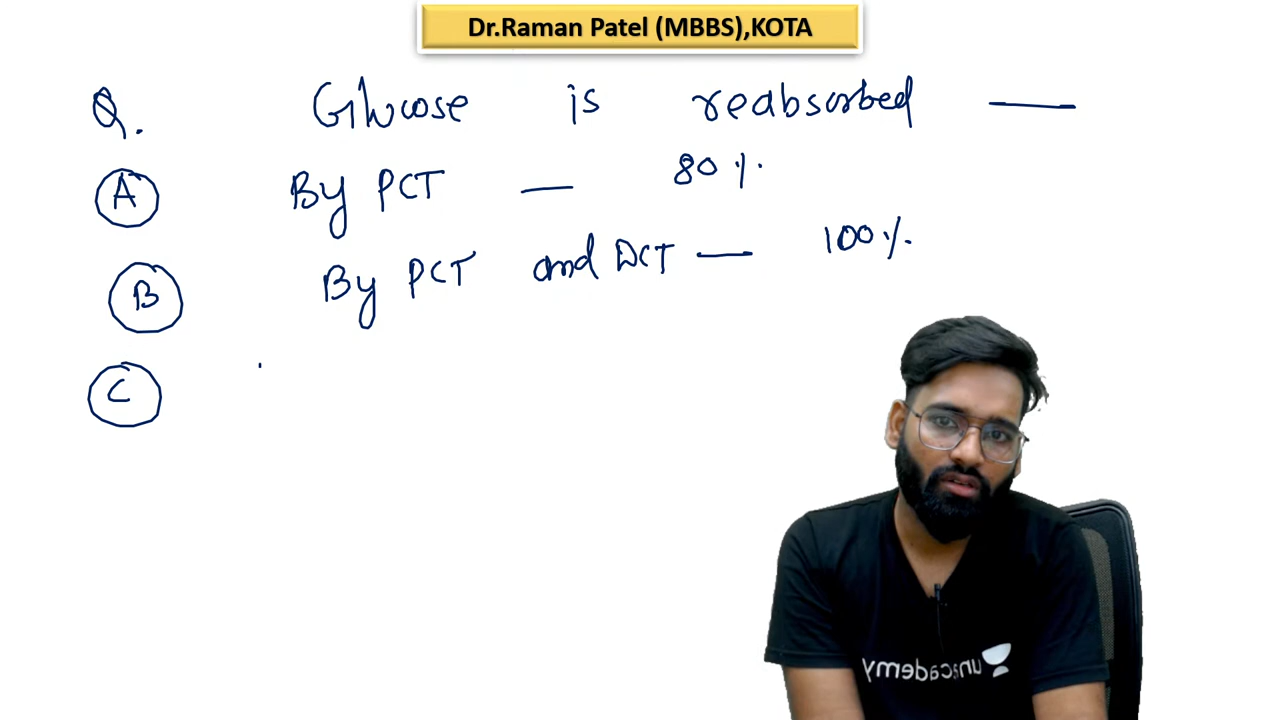 Dr.Raman Patel (MBBS),KOTA
Q. Glucose is reabsorbed —
A By PCT — 80%.
B By PCT and DCT — 100%.
C
unacademy